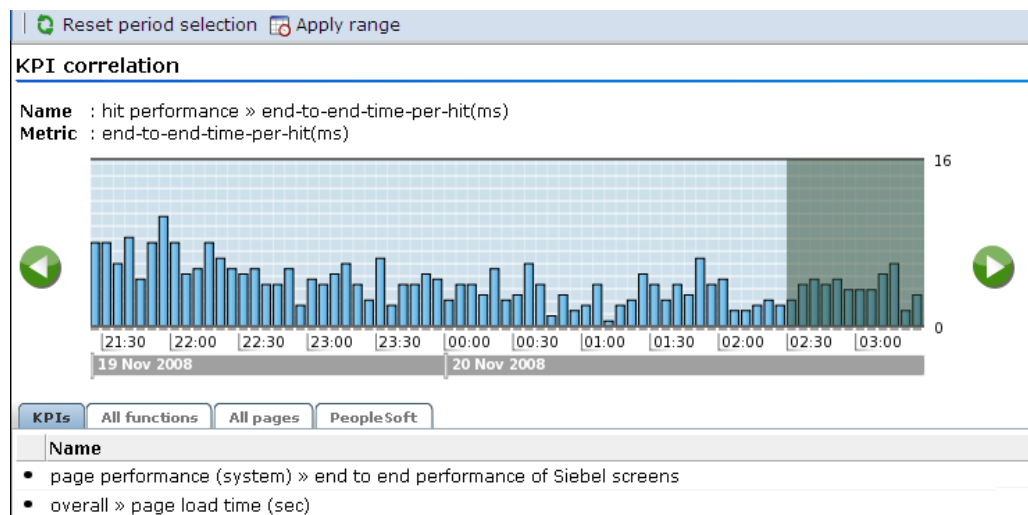 Reset period selection Apply range
KPI correlation
Name : hit performance » end-to-end-time-per-hit(ms)
Metric : end-to-end-time-per-hit(ms)
16
0
21:30 22:00 22:30 23:00 23:30 00:00 00:30 01:00 01:30 02:00 02:30 03:00
19 Nov 2008 20 Nov 2008
KPIs All functions All pages PeopleSoft
Name
• page performance (system) » end to end performance of Siebel screens
• overall » page load time (sec)